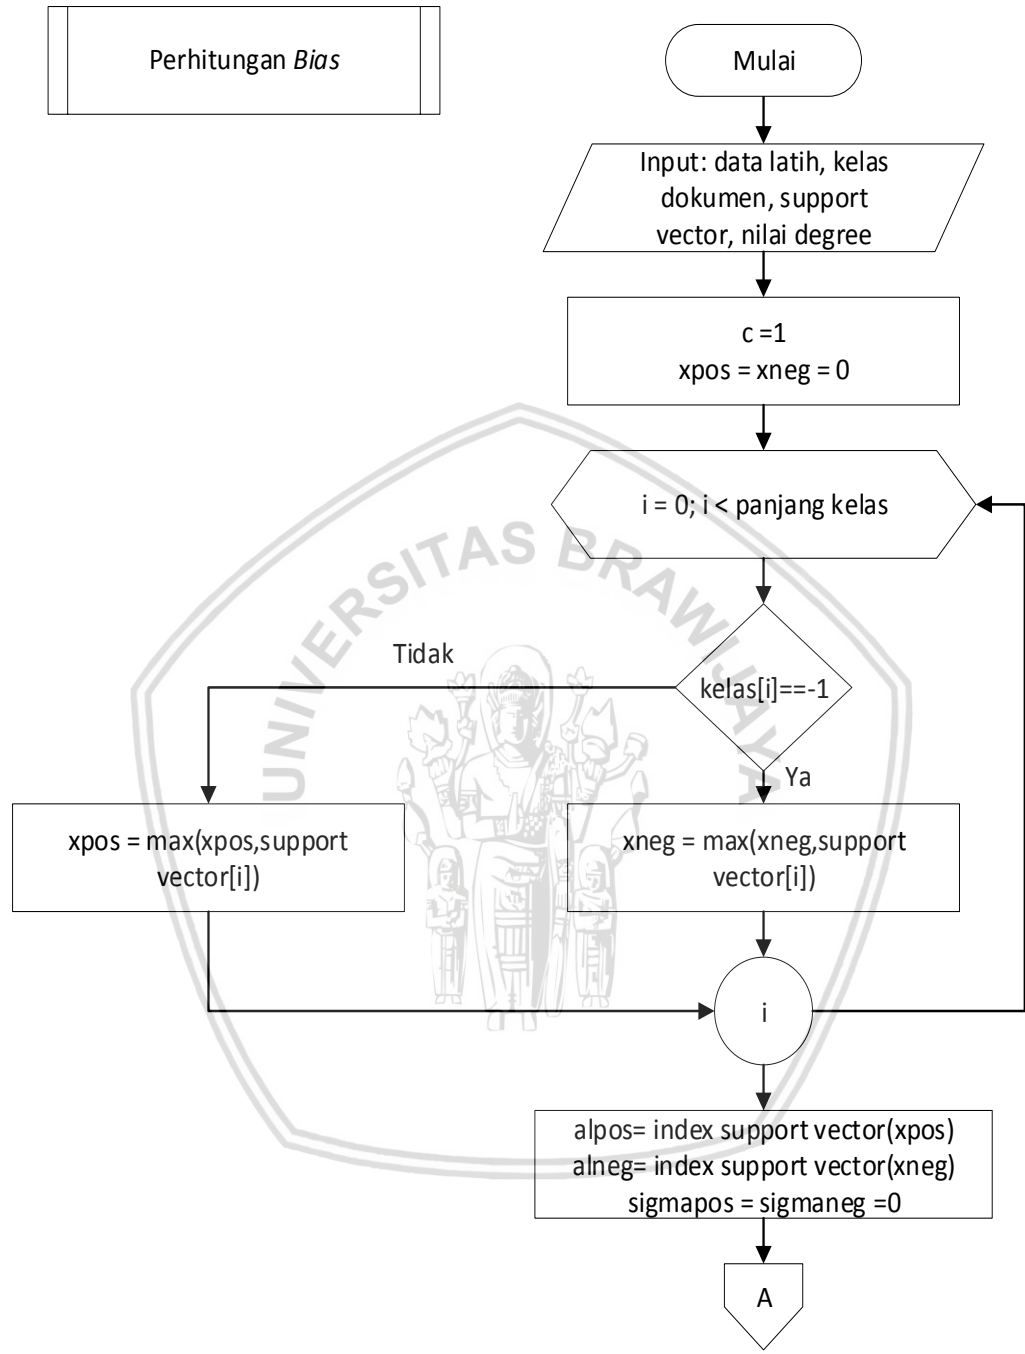 Perhitungan Bias
Mulai
Input: data latih, kelas
dokumen, support
vector, nilai degree
c =1
xpos = xneg = 0
i = 0; i < panjang kelas
UNIVERSITAS BRAWIJAYA
Tidak
kelas[i]==-1
Ya
xpos = max(xpos,support
vector[i])
xneg = max(xneg,support
vector[i])
i
alpos= index support vector(xpos)
alneg= index support vector(xneg)
sigmapos = sigmaneg =0
A